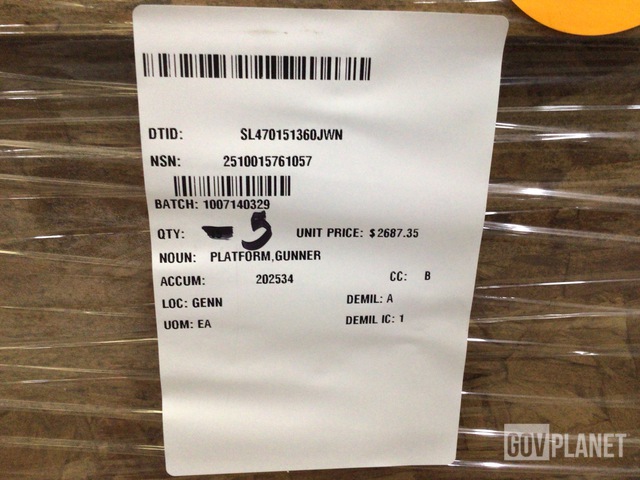 DTID: SL470151360JWN
NSN: 2510015761057
BATCH: 1007140329
QTY: 5 UNIT PRICE: $2687.35
NOUN: PLATFORM,GUNNER
ACCUM: 202534 CC: B
LOC: GENN DEMIL: A
UOM: EA DEMIL IC: 1
GOVPLANET